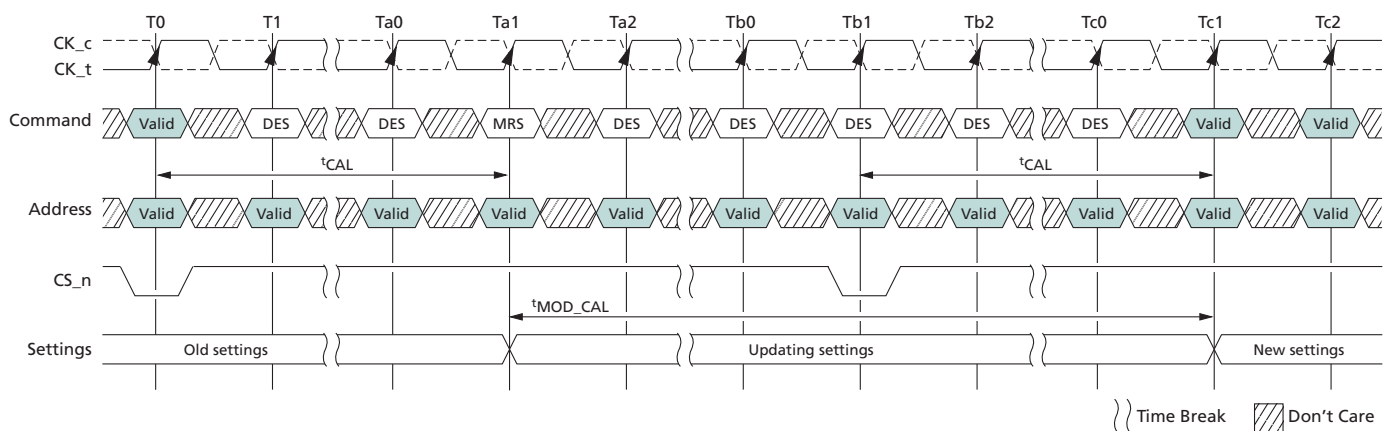 T0 T1 Ta0 Ta1 Ta2 Tb0 Tb1 Tb2 Tc0 Tc1 Tc2
CK_c
CK_t
Command Valid DES DES MRS DES DES DES DES DES Valid Valid
tCAL tCAL
Address Valid Valid Valid Valid Valid Valid Valid Valid Valid Valid Valid
CS_n
tMOD_CAL
Settings Old settings Updating settings New settings
Time Break Don't Care